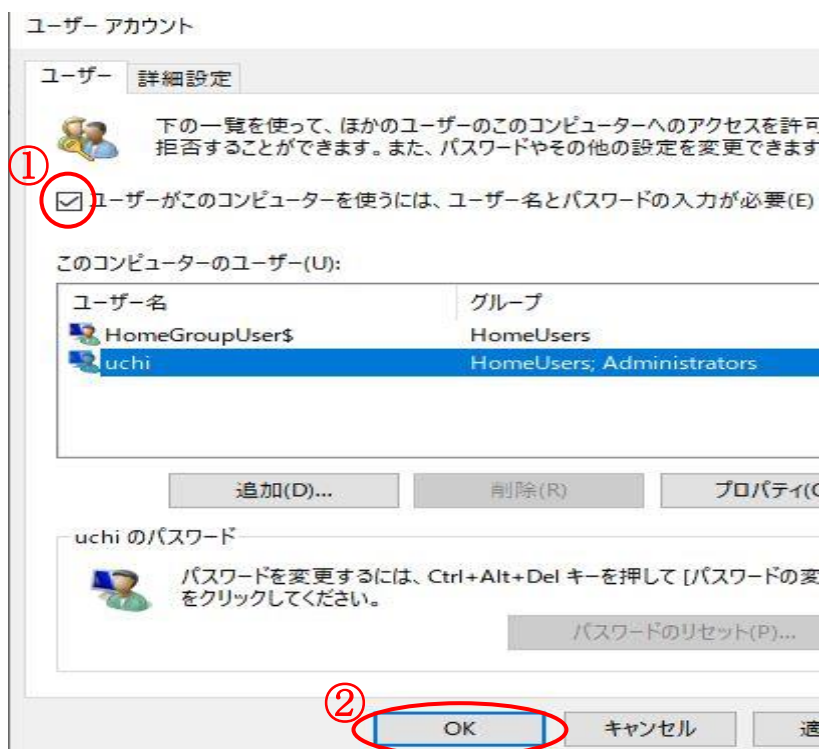 ユーザー アカウント
ユーザー 詳細設定
下の一覧を使って、ほかのユーザーのこのコンピューターへのアクセスを許可
拒否することができます。また、パスワードやその他の設定を変更できます
①
ユーザーがこのコンピューターを使うには、ユーザー名とパスワードの入力が必要(E)
このコンピューターのユーザー(U):
ユーザー名 グループ
HomeGroupUser$ HomeUsers
uchi HomeUsers; Administrators
追加(D)... 削除(R) プロパティ(
uchi のパスワード
パスワードを変更するには、Ctrl+Alt+Del キーを押して [パスワードの変
をクリックしてください。
パスワードのリセット(P)...
②
OK キャンセル 適